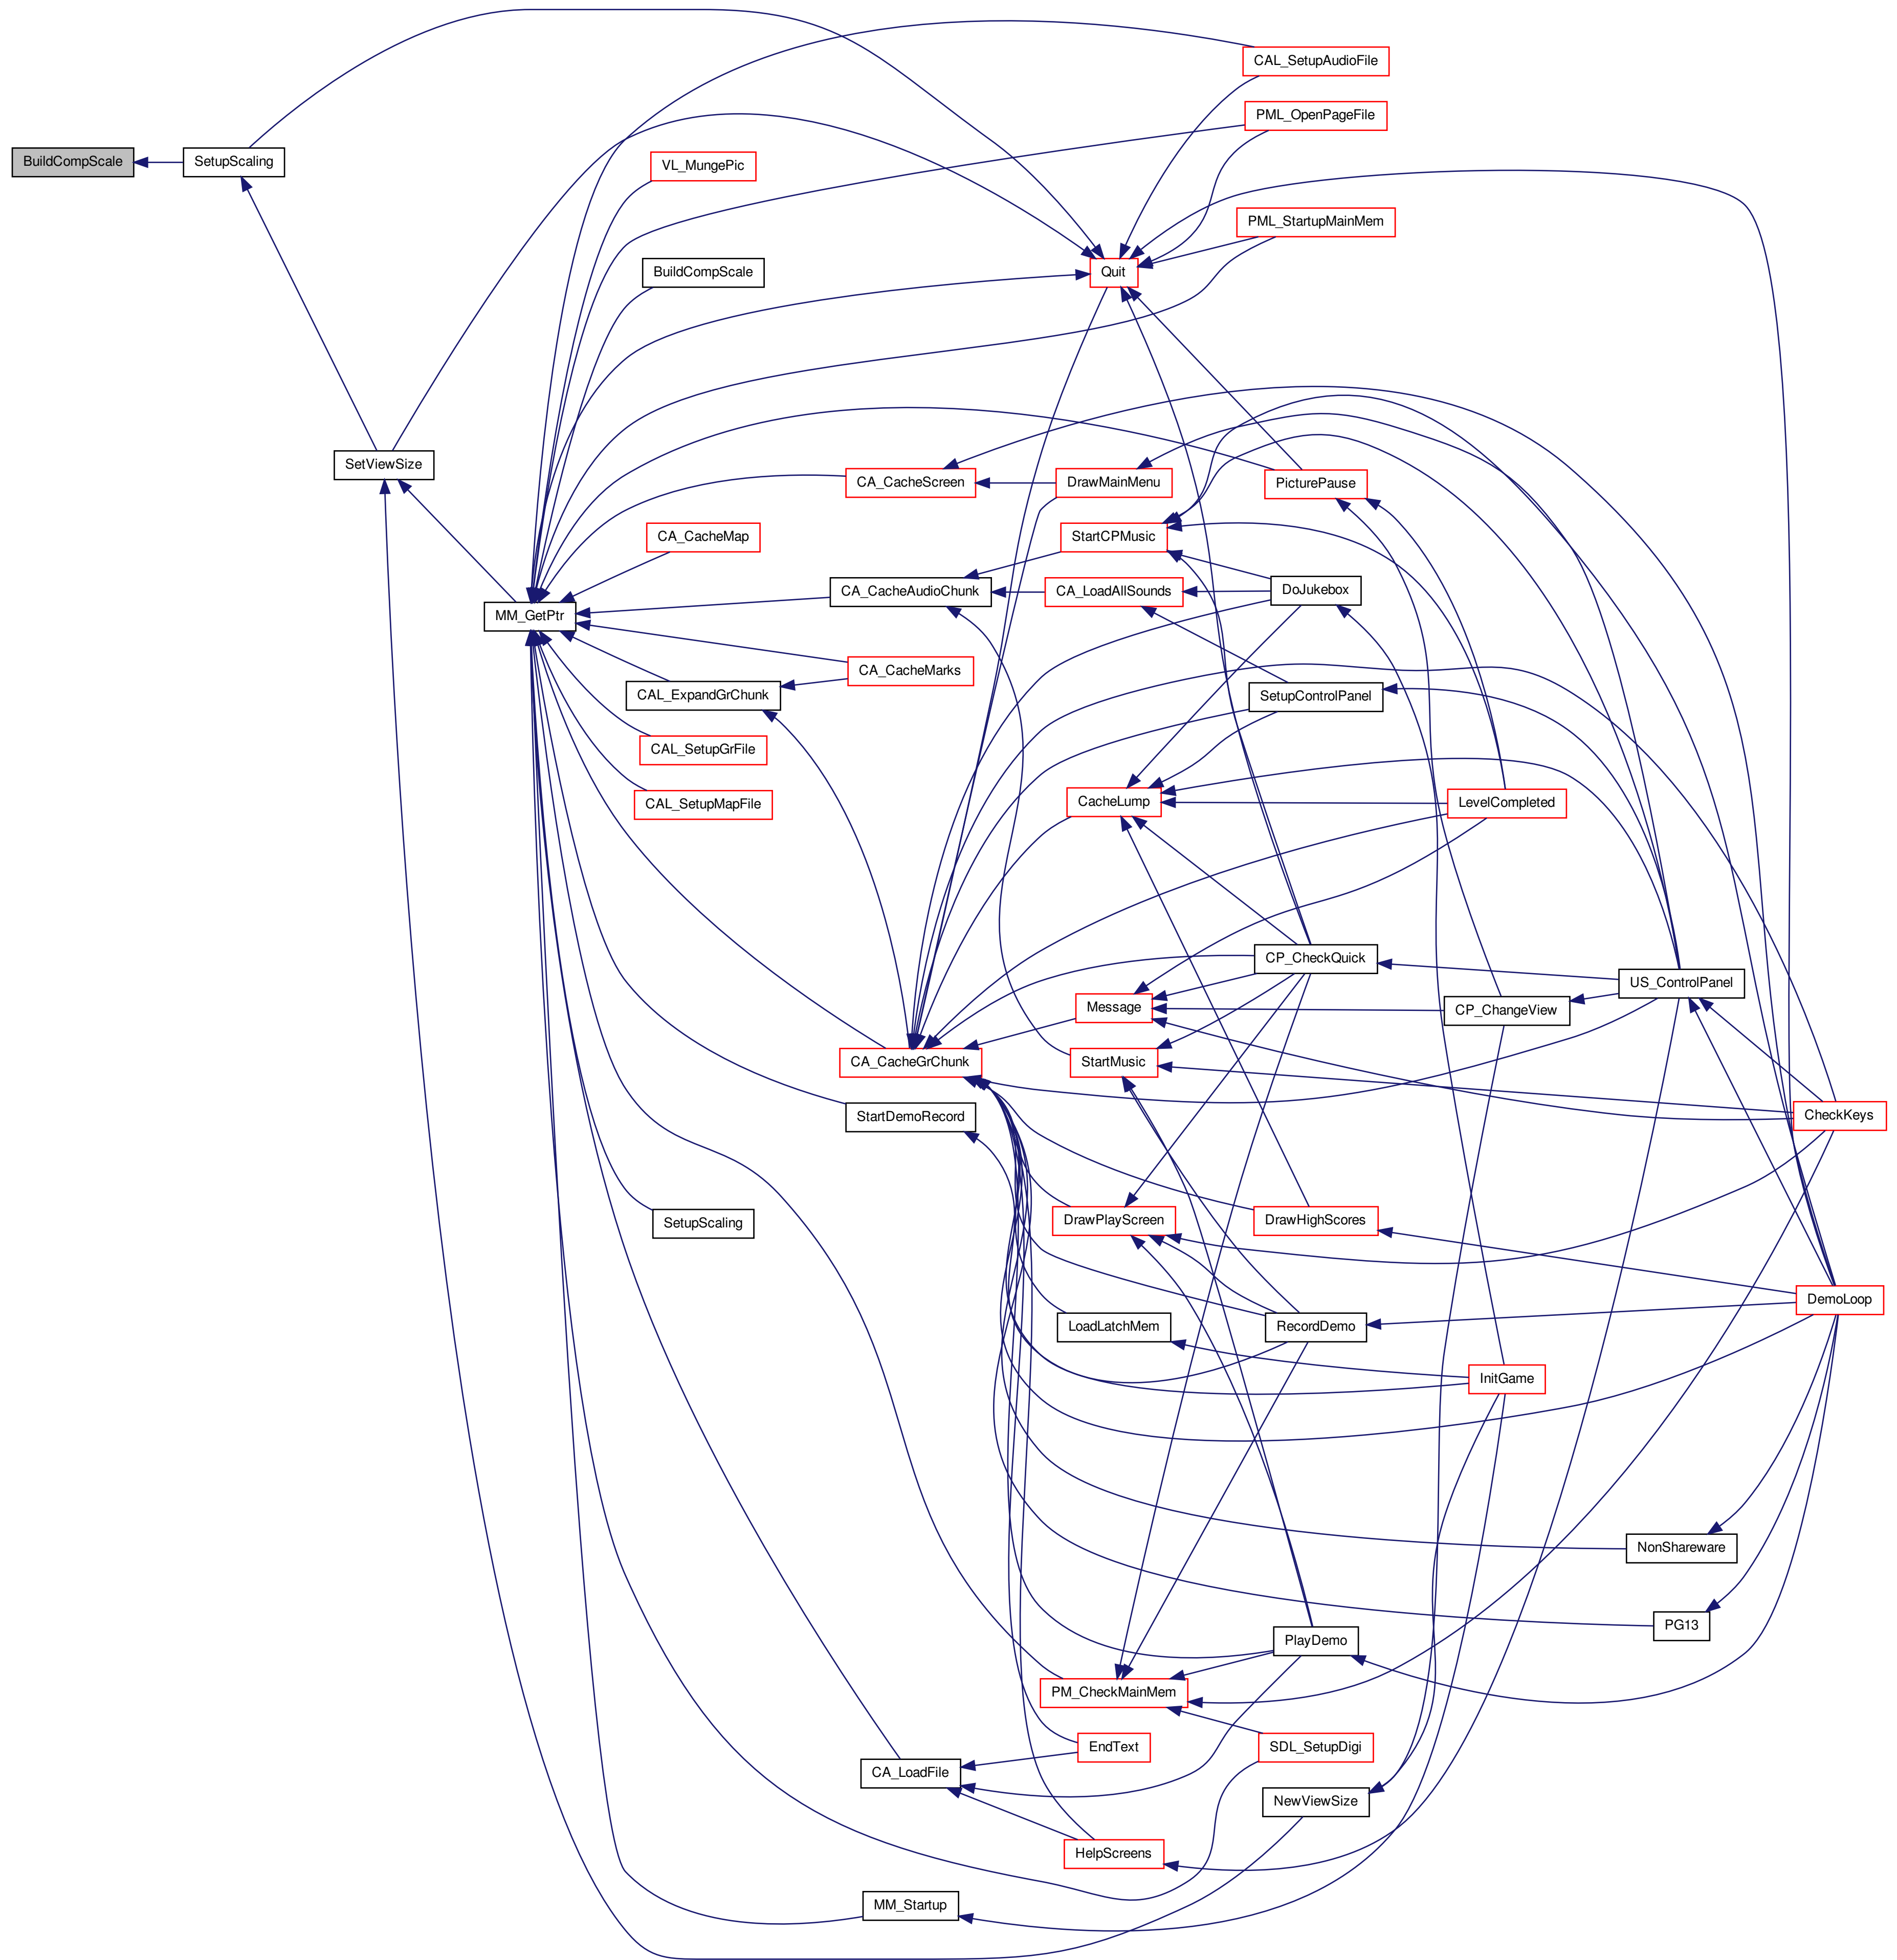 CAL_SetupAudioFile
PML_OpenPageFile
BuildCompScale
SetupScaling
VL_MungePic
PML_StartupMainMem
BuildCompScale
Quit
SetViewSize
CA_CacheScreen
DrawMainMenu
PicturePause
CA_CacheMap
StartCPMusic
MM_GetPtr
CA_CacheAudioChunk
CA_LoadAllSounds
DoJukebox
CA_CacheMarks
CAL_ExpandGrChunk
SetupControlPanel
CAL_SetupGrFile
CAL_SetupMapFile
CacheLump
LevelCompleted
CP_CheckQuick
US_ControlPanel
Message
CP_ChangeView
CA_CacheGrChunk
StartMusic
StartDemoRecord
CheckKeys
SetupScaling
DrawPlayScreen
DrawHighScores
DemoLoop
LoadLatchMem
RecordDemo
InitGame
NonShareware
PG13
PlayDemo
PM_CheckMainMem
EndText
SDL_SetupDigi
CA_LoadFile
NewViewSize
HelpScreens
MM_Startup